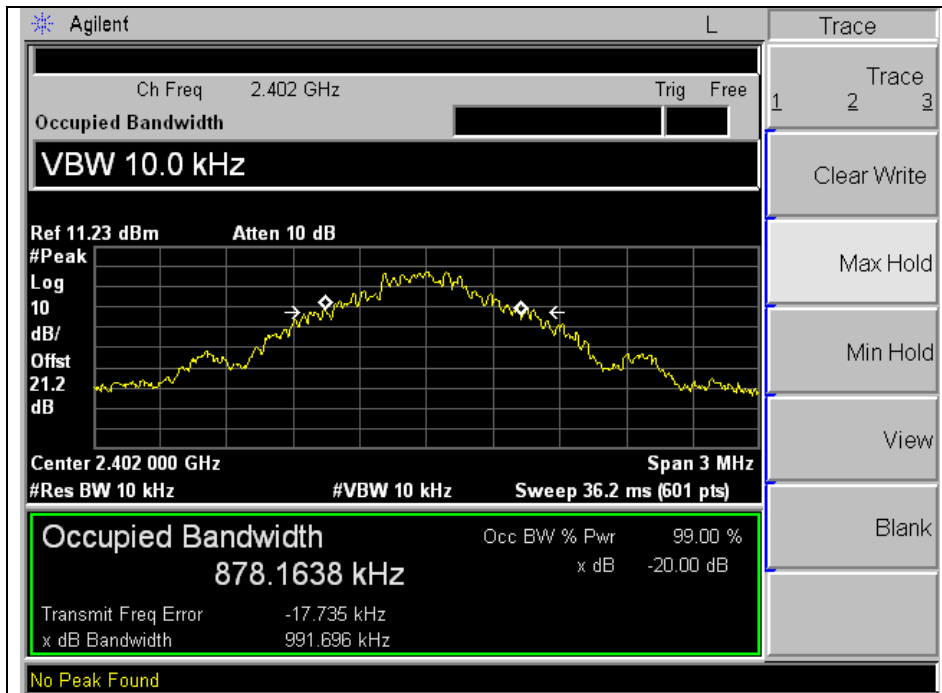 Agilent L Trace
Ch Freq 2.402 GHz Trig Free
Occupied Bandwidth
VBW 10.0 kHz
Ref 11.23 dBm Atten 10 dB
#Peak
Log
10
dB/
Offst
21.2
dB
Center 2.402 000 GHz Span 3 MHz
#Res BW 10 kHz #VBW 10 kHz Sweep 36.2 ms (601 pts)
Occupied Bandwidth Occ BW % Pwr 99.00 %
878.1638 kHz x dB -20.00 dB
Transmit Freq Error -17.735 kHz
x dB Bandwidth 991.696 kHz
No Peak Found
Trace
1 2 3
Clear Write
Max Hold
Min Hold
View
Blank